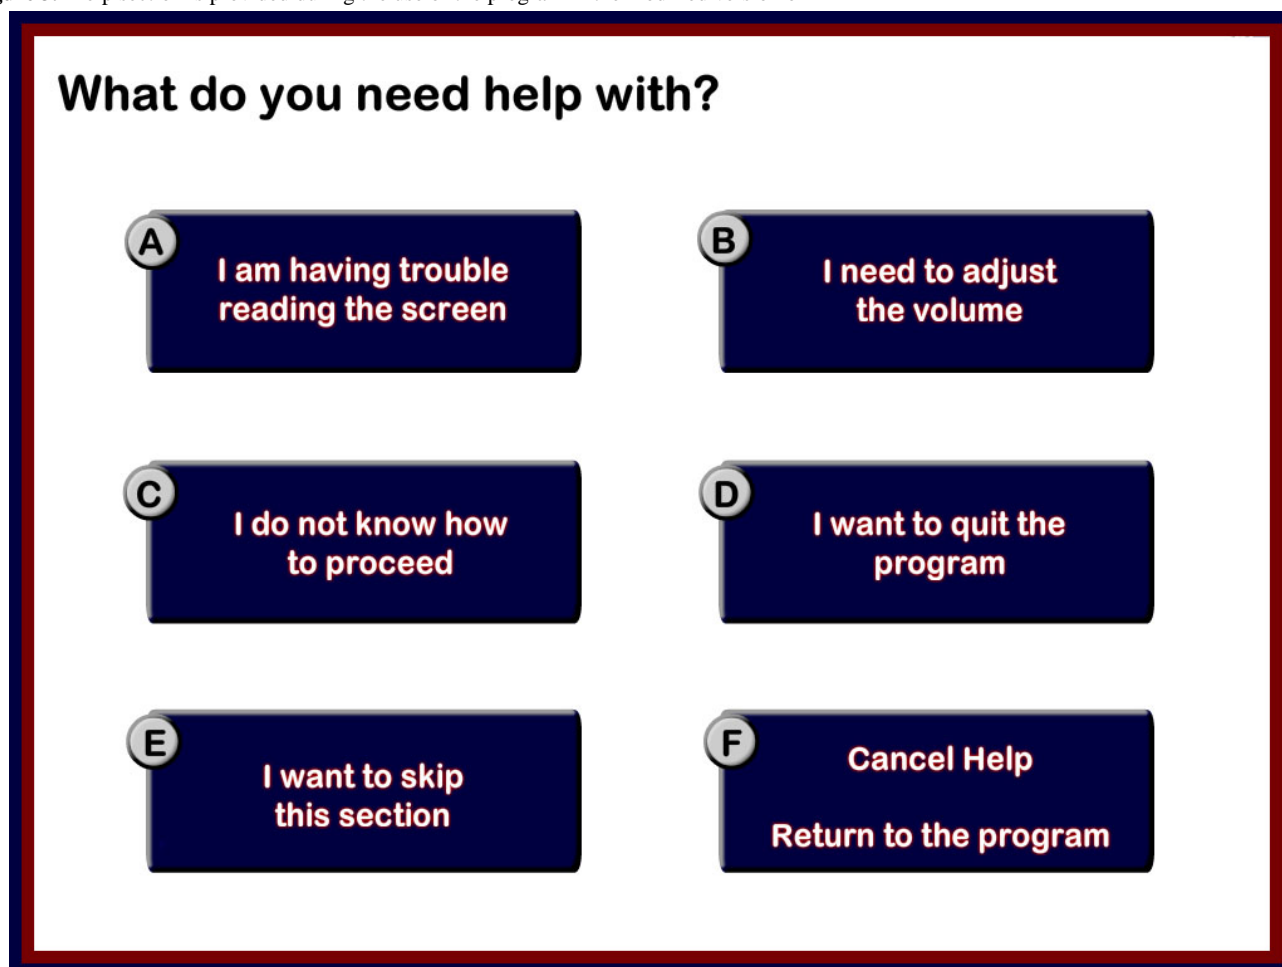 What do you need help with?
A
I am having trouble
reading the screen
B
I need to adjust
the volume
C
I do not know how
to proceed
D
I want to quit the
program
E
I want to skip
this section
F
Cancel Help
Return to the program